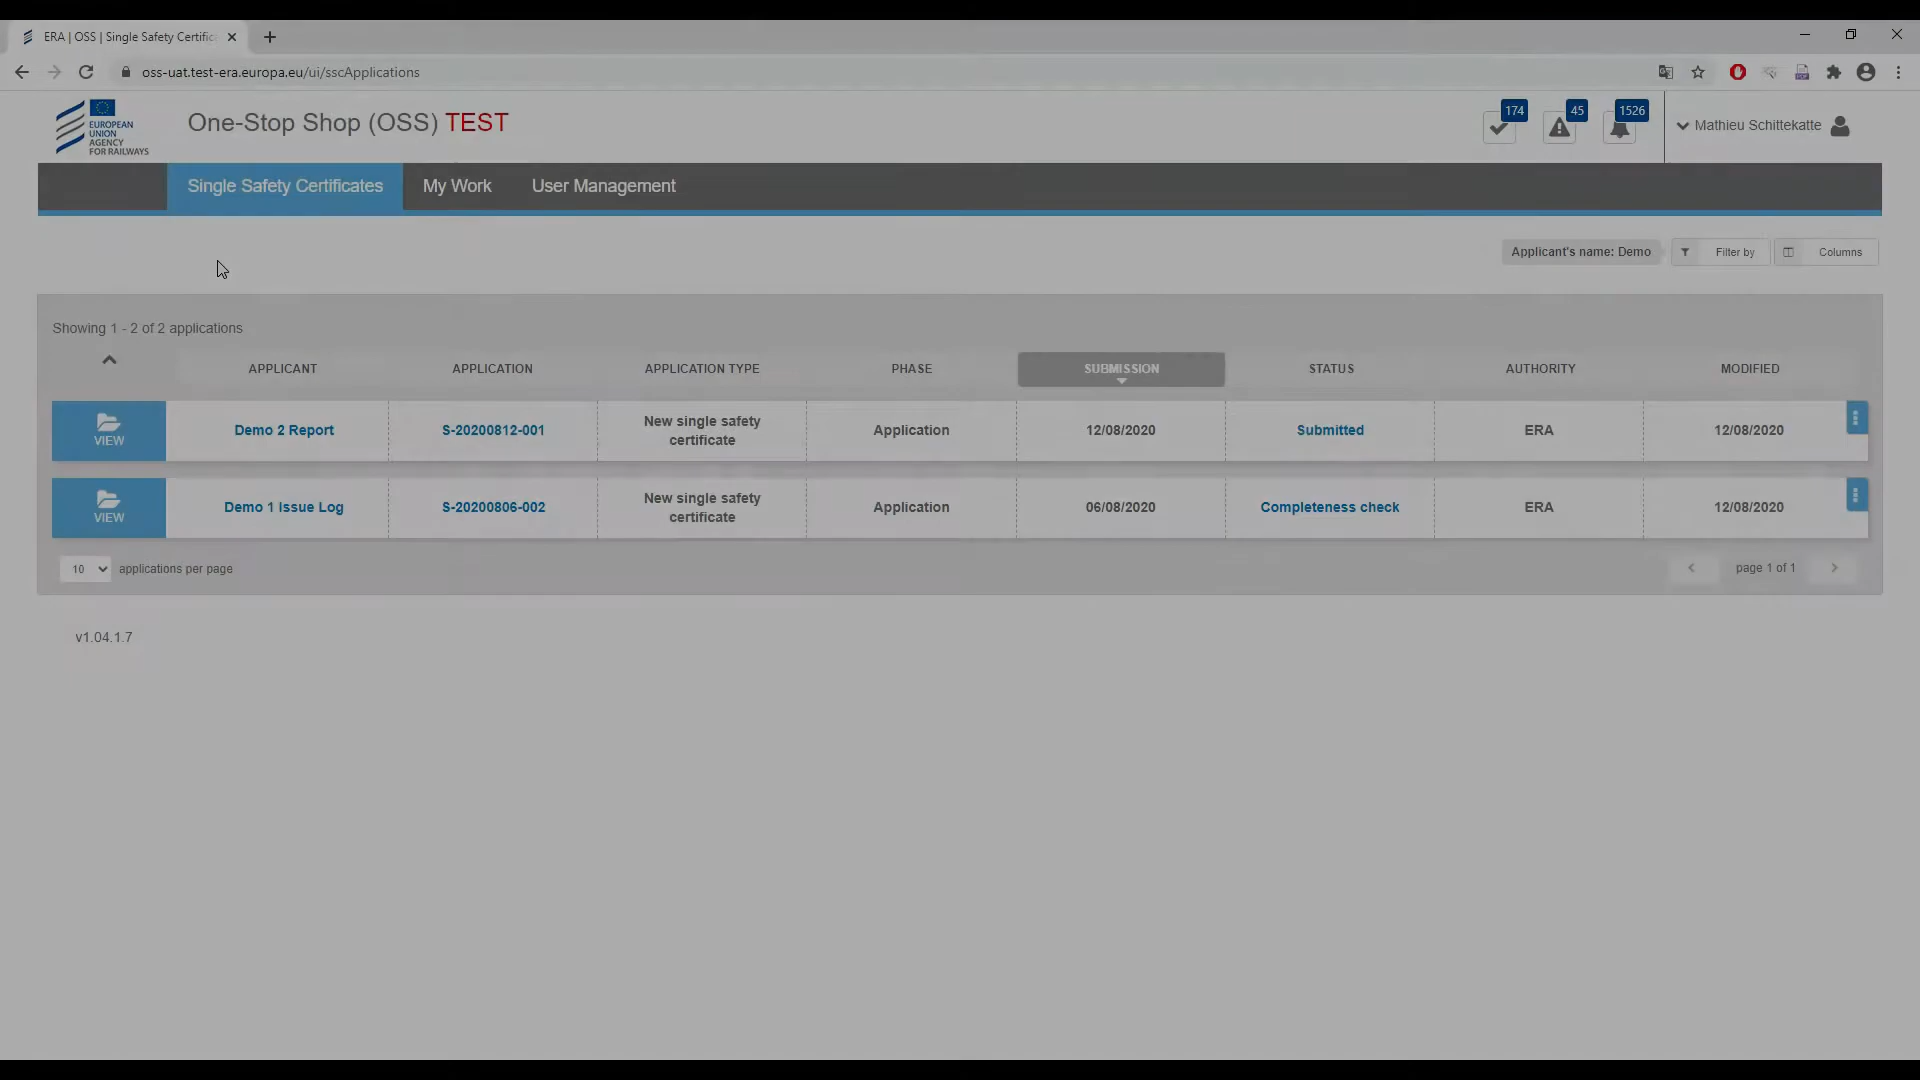 ERA | OSS | Single Safety Certific
oss-uat.test-era.europa.eu/ui/sscApplications
EUROPEAN
UNION
AGENCY
FOR RAILWAYS
One-Stop Shop (OSS) TEST
174
45
1526
Mathieu Schittekatte
Single Safety Certificates
My Work
User Management
Applicant's name: Demo
Filter by
Columns
Showing 1 - 2 of 2 applications
APPLICANT
APPLICATION
APPLICATION TYPE
PHASE
SUBMISSION
STATUS
AUTHORITY
MODIFIED
VIEW
Demo 2 Report
S-20200812-001
New single safety
certificate
Application
12/08/2020
Submitted
ERA
12/08/2020
VIEW
Demo 1 Issue Log
S-20200806-002
New single safety
certificate
Application
06/08/2020
Completeness check
ERA
12/08/2020
10
applications per page
page 1 of 1
v1.04.1.7